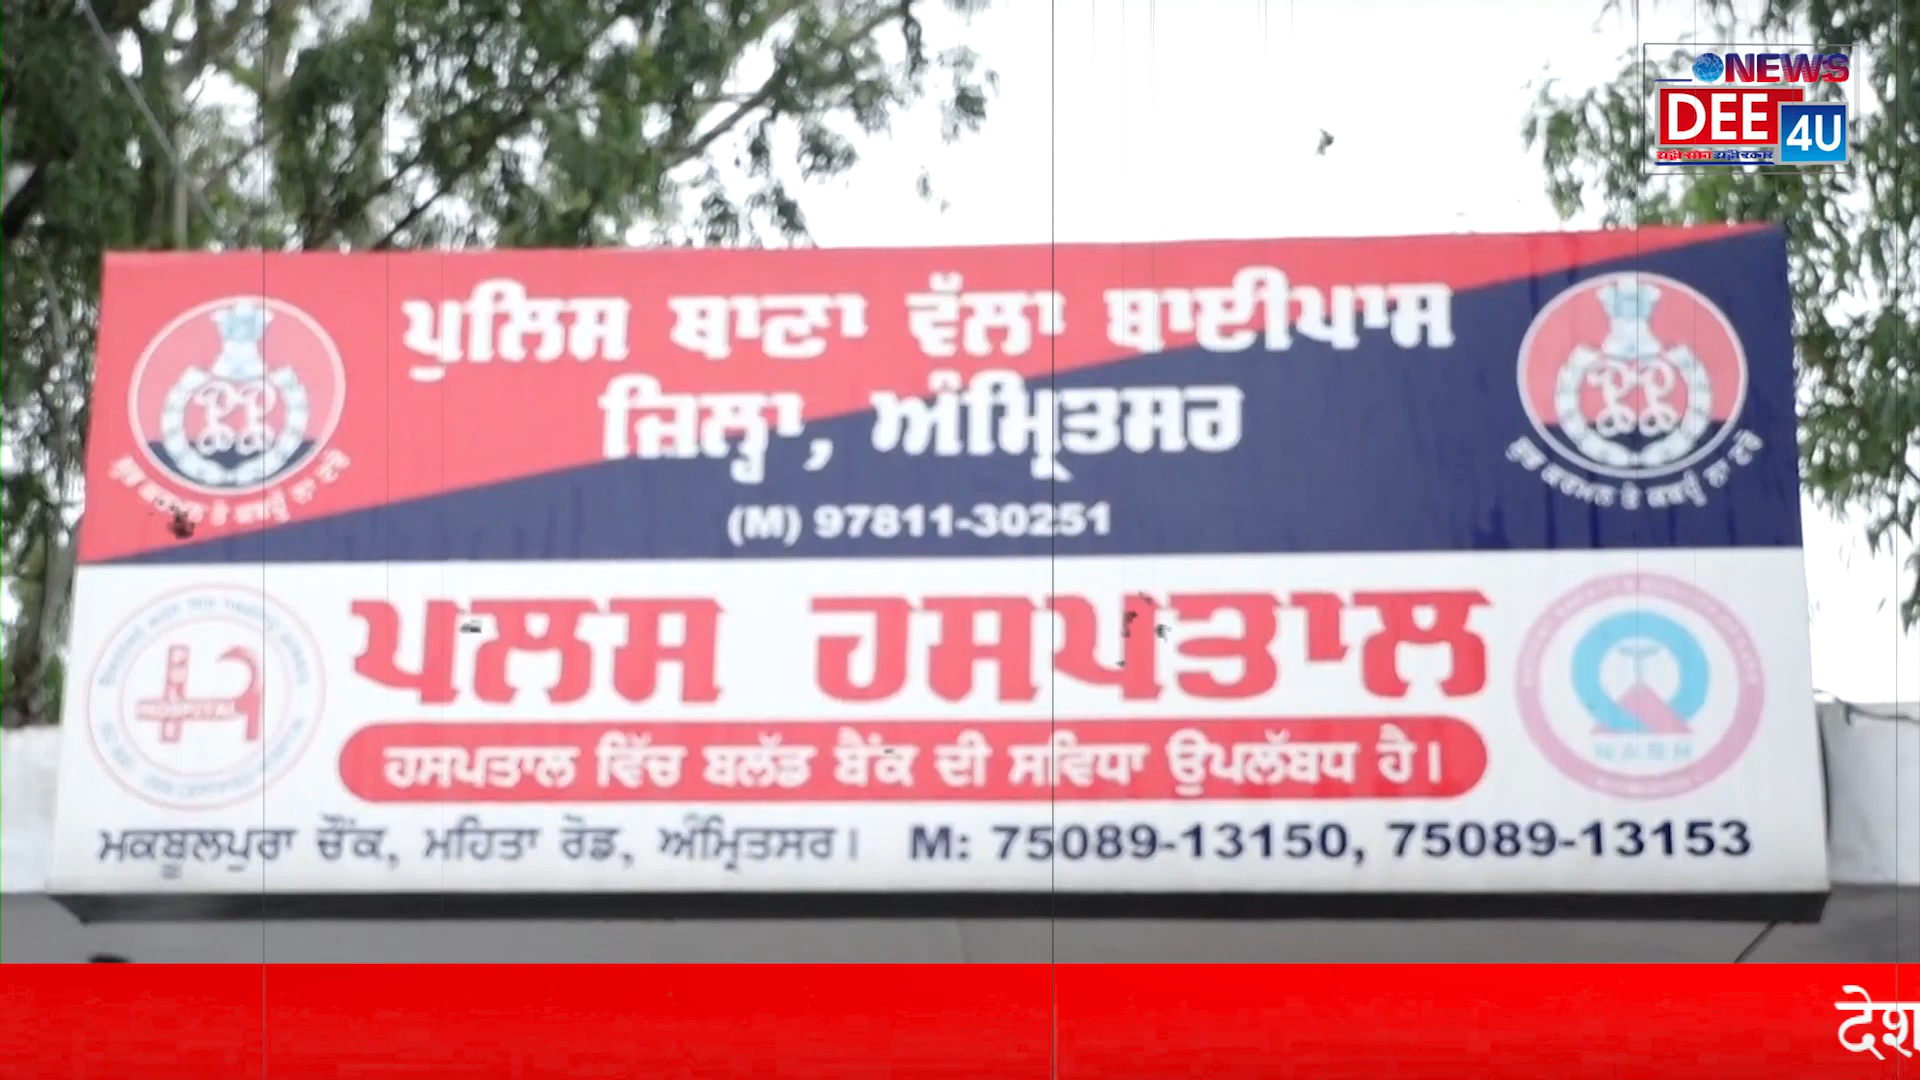 NEWS
DEE 4U
ਪੁਲਿਸ ਥਾਣਾ ਵੱਲਾ ਬਾਈਪਾਸ
ਜ਼ਿਲ੍ਹਾ, ਅੰਮ੍ਰਿਤਸਰ
(M) 97811-30251
ਪਲਸ ਹਸਪਤਾਲ
HOSPITAL
ਹਸਪਤਾਲ ਵਿੱਚ ਬਲੱਡ ਬੈਂਕ ਦੀ ਸਵਿਧਾ ਉਪਲੱਬਧ ਹੈ।
N.A.B.H
ਮਕਬੂਲਪੁਰਾ ਚੌਂਕ, ਮਹਿਤਾ ਰੋਡ, ਅੰਮ੍ਰਿਤਸਰ। M: 75089-13150, 75089-13153
देश